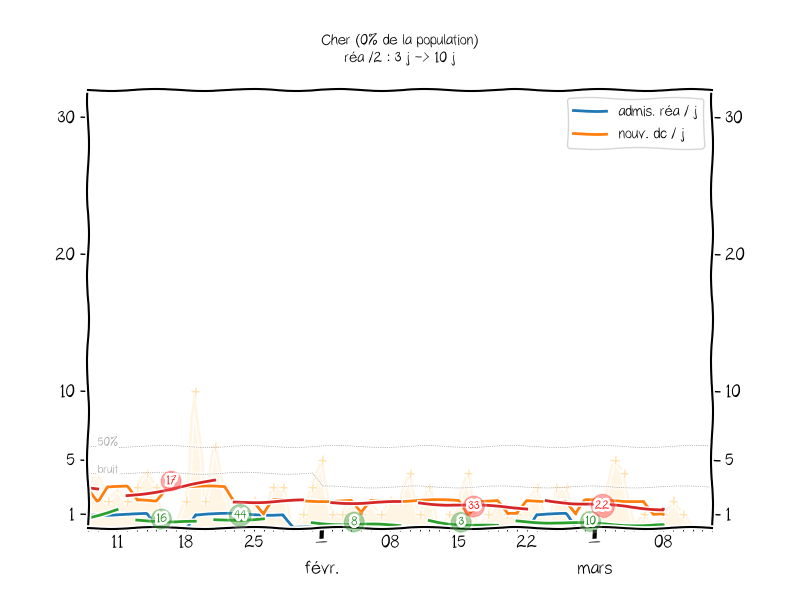 Cher (0% de la population)
réa /2 : 3 j -> 10 j
admis. réa / j
nouv. dc / j
30 30
20 20
10 10
50%
5 5
bruit
17
16 44 8 3 33 10 22
1 1
11 18 25 1 08 15 22 1 08
févr. mars